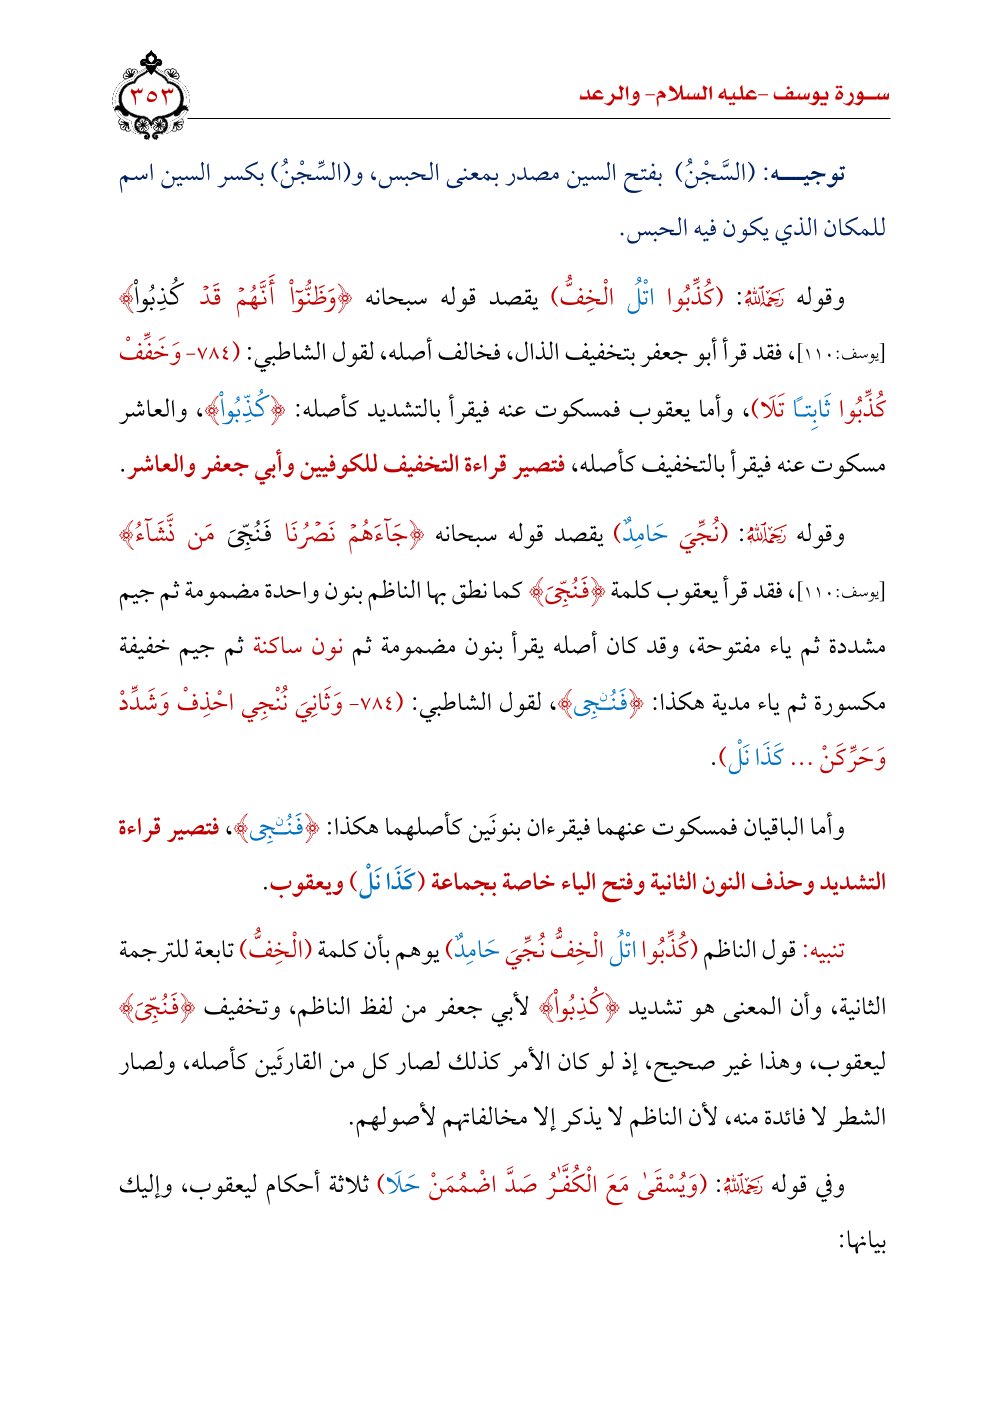 سـورة يوسف -عليه السلام- والرعد
٣٥٣
توجيـــه: (السَّجْنُ) بفتح السين مصدر بمعنى الحبس، و(السِّجْنُ) بكسر السين اسم
للمكان الذي يكون فيه الحبس.
وقوله رَحِمَهُ ٱللَّهُ: (كُذِّبُوا اتْلُ الْخِفُّ) يقصد قوله سبحانه ﴿وَظَنُّوٓاْ أَنَّهُمْ قَدْ كُذِبُواْ﴾
[يوسف:١١٠]، فقد قرأ أبو جعفر بتخفيف الذال، فخالف أصله، لقول الشاطبي: (٧٨٤- وَخَفِّفْ
كُذِّبُوا ثَابِتًا تَلَا)، وأما يعقوب فمسكوت عنه فيقرأ بالتشديد كأصله: ﴿كُذِّبُواْ﴾، والعاشر
مسكوت عنه فيقرأ بالتخفيف كأصله، فتصير قراءة التخفيف للكوفيين وأبي جعفر والعاشر.
وقوله رَحِمَهُ ٱللَّهُ: (نُجِّيَ حَامِدٌ) يقصد قوله سبحانه ﴿جَآءَهُمْ نَصْرُنَا فَنُجِّىَ مَن نَّشَآءُ﴾
[يوسف:١١٠]، فقد قرأ يعقوب كلمة ﴿فَنُجِّىَ﴾ كما نطق بها الناظم بنون واحدة مضمومة ثم جيم
مشددة ثم ياء مفتوحة، وقد كان أصله يقرأ بنون مضمومة ثم نون ساكنة ثم جيم خفيفة
مكسورة ثم ياء مدية هكذا: ﴿فَنُـۨجِى﴾، لقول الشاطبي: (٧٨٤- وَثَانِيَ نُنْجِي احْذِفْ وَشَدِّدْ
وَحَرِّكَنْ ... كَذَا نَلْ).
وأما الباقيان فمسكوت عنهما فيقرءان بنونَين كأصلهما هكذا: ﴿فَنُـۨجِى﴾، فتصير قراءة
التشديد وحذف النون الثانية وفتح الياء خاصة بجماعة (كَذَا نَلْ) ويعقوب.
تنبيه: قول الناظم (كُذِّبُوا اتْلُ الْخِفُّ نُجِّيَ حَامِدٌ) يوهم بأن كلمة (الْخِفُّ) تابعة للترجمة
الثانية، وأن المعنى هو تشديد ﴿كُذِبُواْ﴾ لأبي جعفر من لفظ الناظم، وتخفيف ﴿فَنُجِّىَ﴾
ليعقوب، وهذا غير صحيح، إذ لو كان الأمر كذلك لصار كل من القارئَين كأصله، ولصار
الشطر لا فائدة منه، لأن الناظم لا يذكر إلا مخالفاتهم لأصولهم.
وفي قوله رَحِمَهُ ٱللَّهُ: (وَيُسْقَىٰ مَعَ الْكُفَّٰرُ صَدَّ اضْمُمَنْ حَلَا) ثلاثة أحكام ليعقوب، وإليك
بيانها: